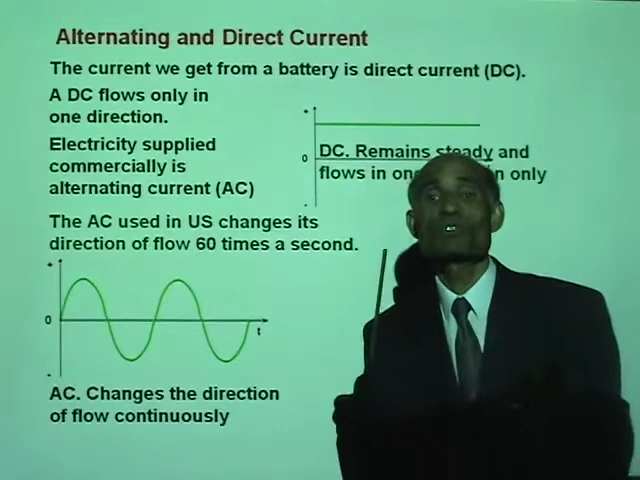 Alternating and Direct Current
The current we get from a battery is direct current (DC).
A DC flows only in
one direction.
Electricity supplied
commercially is
alternating current (AC)
+
0
-
DC. Remains steady and
flows in one n only
The AC used in US changes its
direction of flow 60 times a second.
+
0
-
t
AC. Changes the direction
of flow continuously